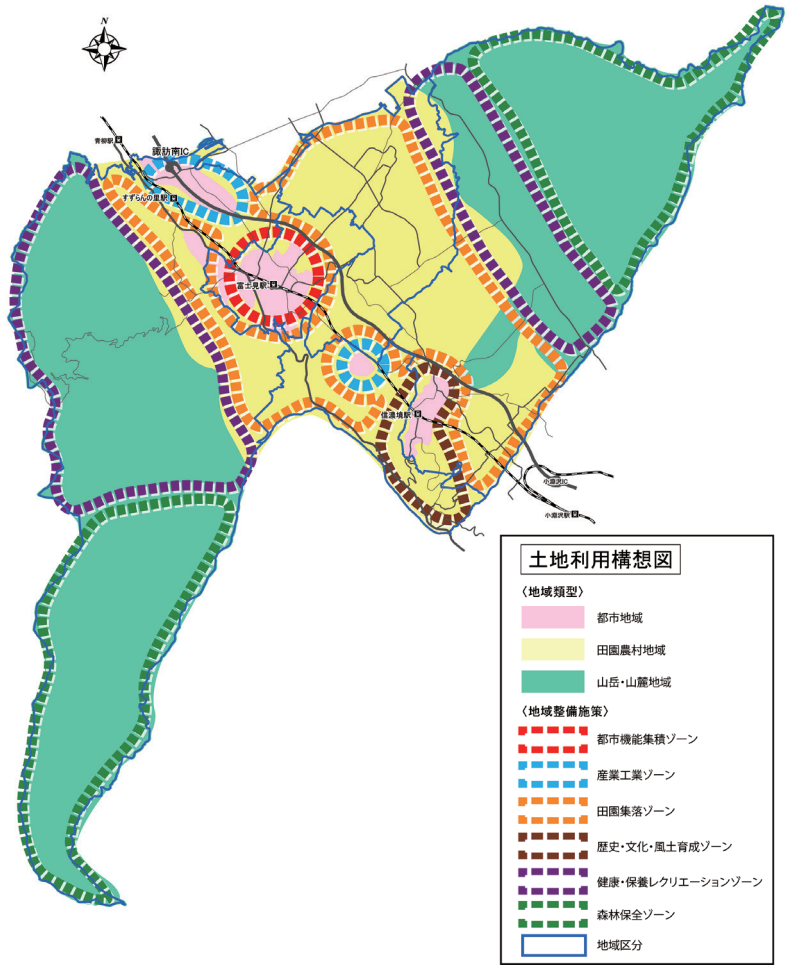 N
青柳駅
諏訪南IC
すずらんの里駅
富士見駅
信濃境駅
小淵沢IC
小淵沢駅
土地利用構想図
〈地域類型〉
都市地域
田園農村地域
山岳・山麓地域
〈地域整備施策〉
都市機能集積ゾーン
産業工業ゾーン
田園集落ゾーン
歴史・文化・風土育成ゾーン
健康・保養レクリエーションゾーン
森林保全ゾーン
地域区分